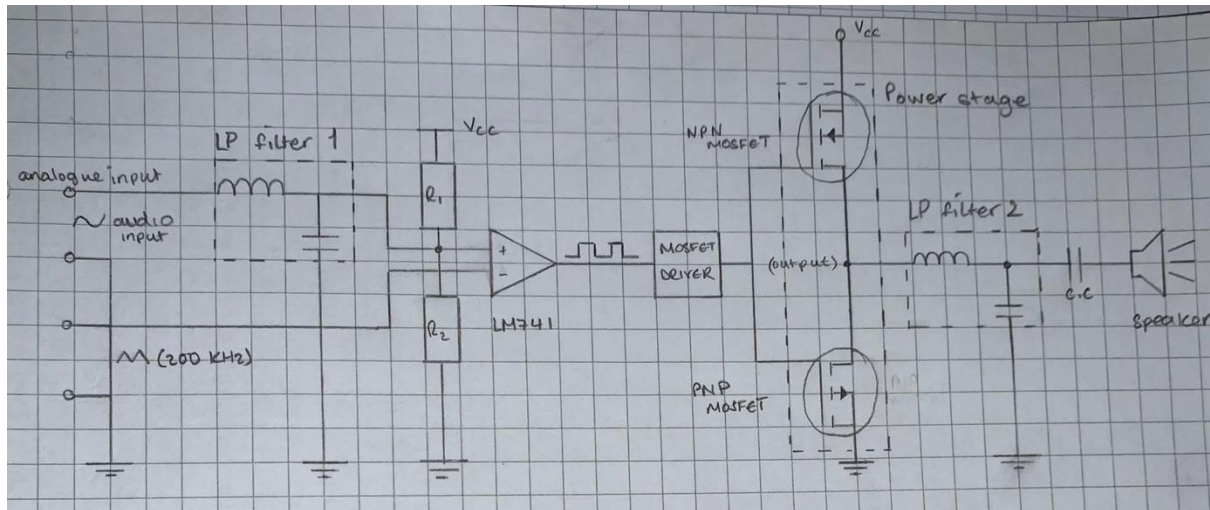 Vcc
Power stage
NPN
MOSFET
LP filter 1
Vcc
analogue input
R1
audio
input
LP filter 2
+
-
MOSFET
DRIVER
(output)
C.C
LM741
R2
speaker
(200 KHz)
PNP
MOSFET